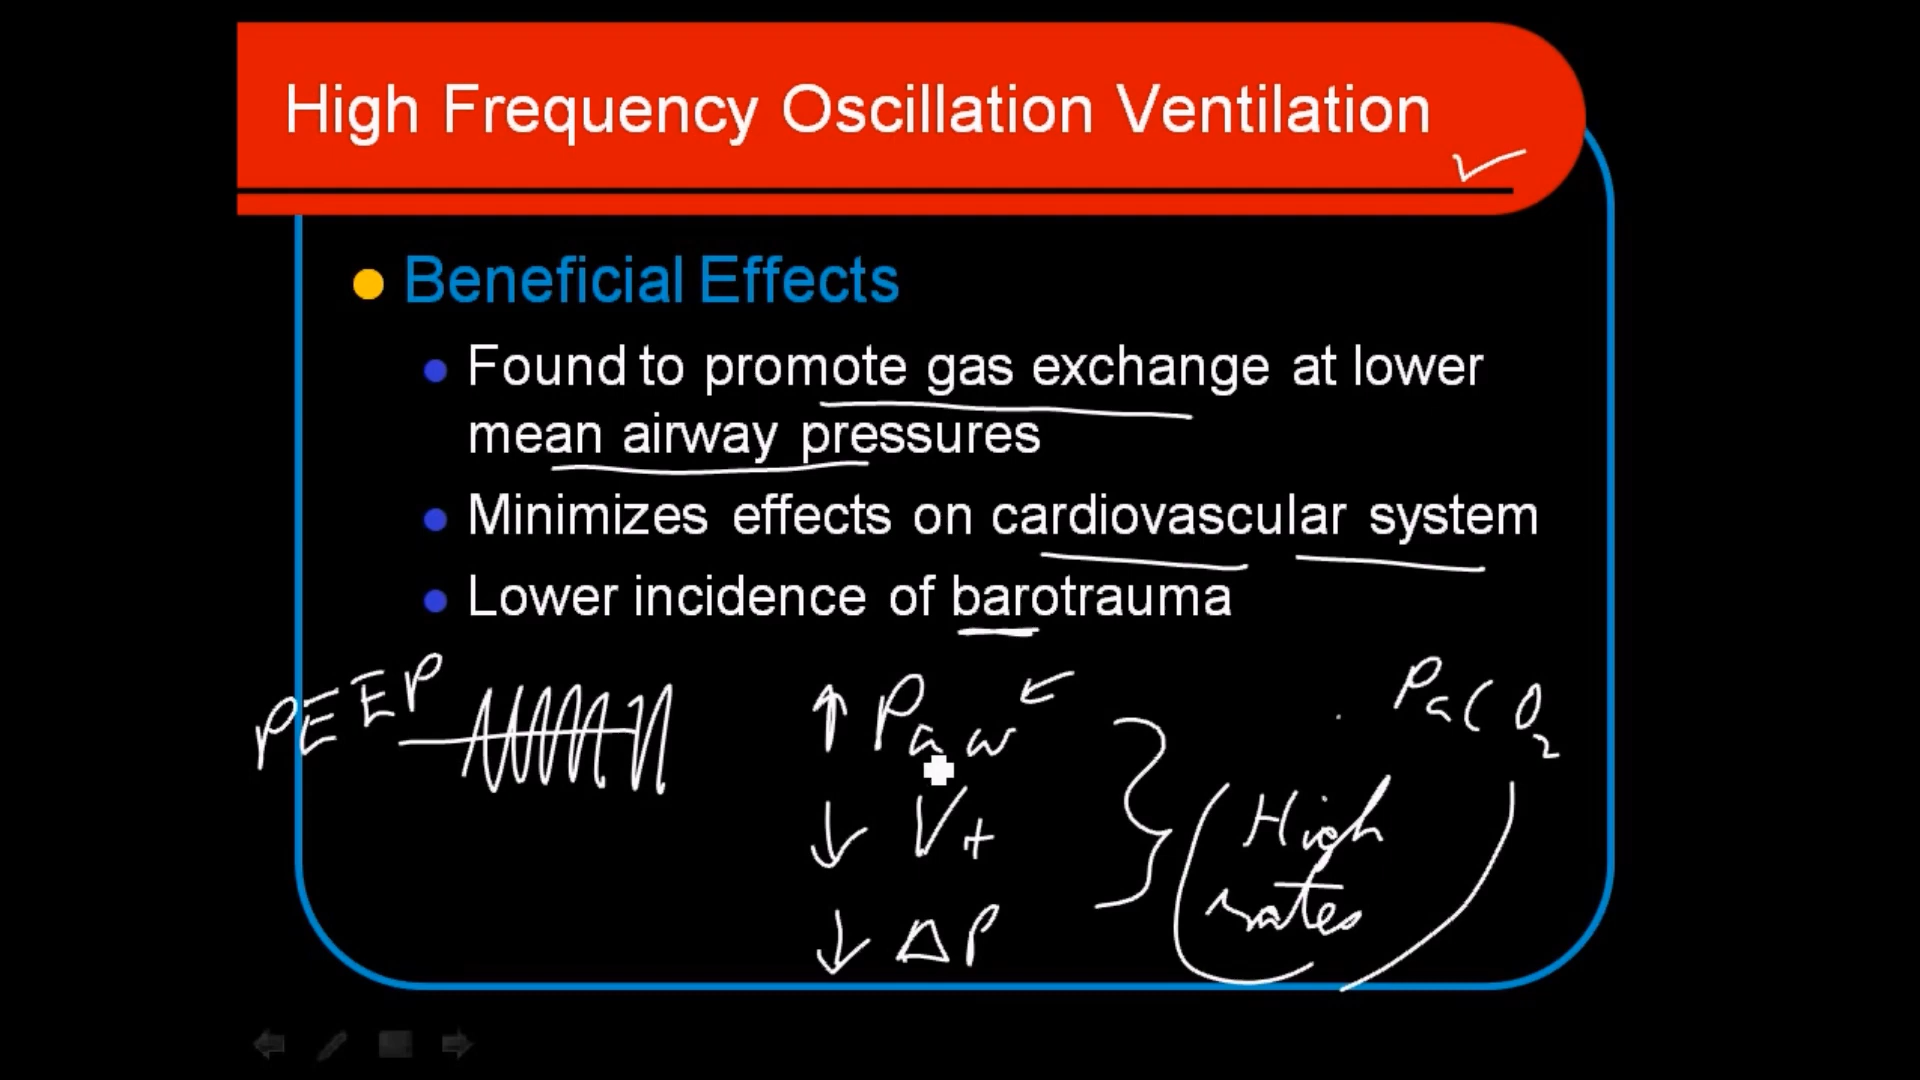 High Frequency Oscillation Ventilation
Beneficial Effects
Found to promote gas exchange at lower
mean airway pressures
Minimizes effects on cardiovascular system
Lower incidence of barotrauma
PEEP
↑ Paw
↓ Vt
↓ ΔP
High
rates
PaCO2